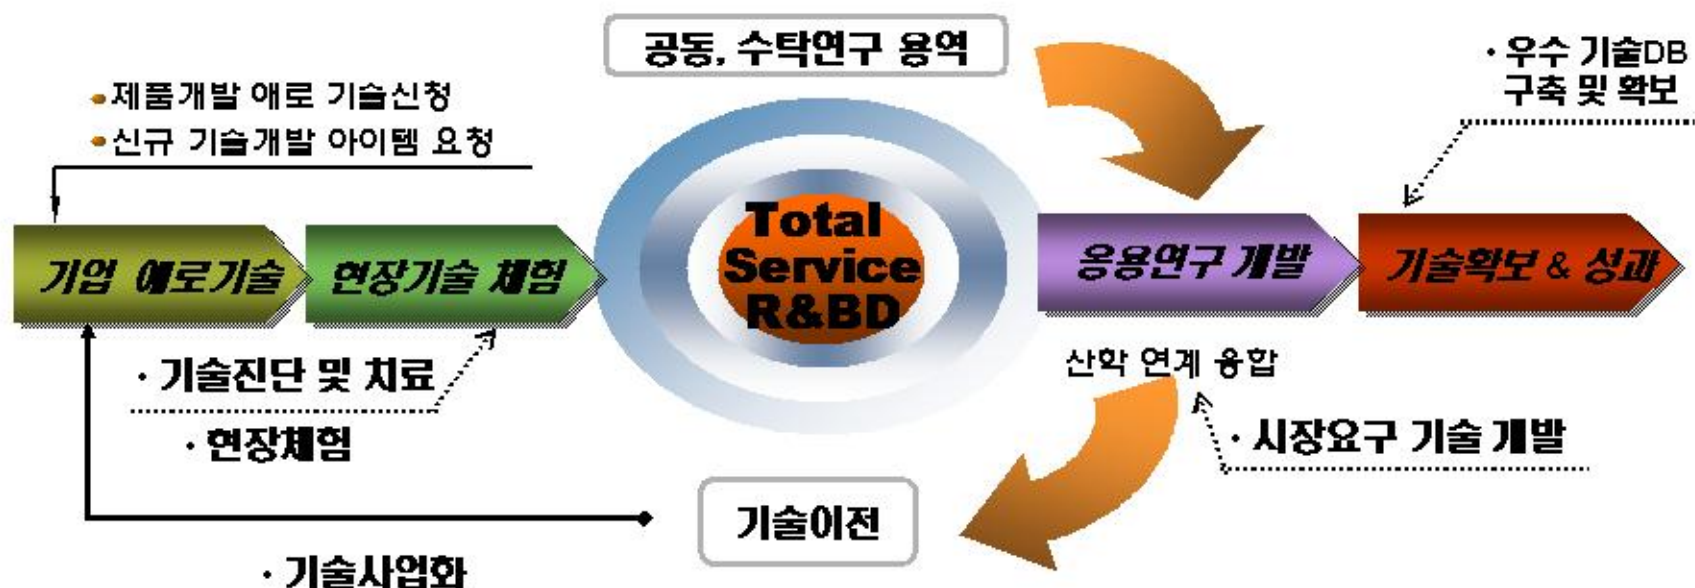 공동, 수탁연구 용역
· 우수 기술DB
구축 및 확보
제품개발 애로 기술신청
신규 기술개발 아이템 요청
Total
Service
R&BD
기업 애로기술
현장기술 체험
응용연구 개발
기술확보 & 성과
산학 연계 융합
· 기술진단 및 치료
· 현장체험
· 시장요구 기술 개발
기술이전
· 기술사업화